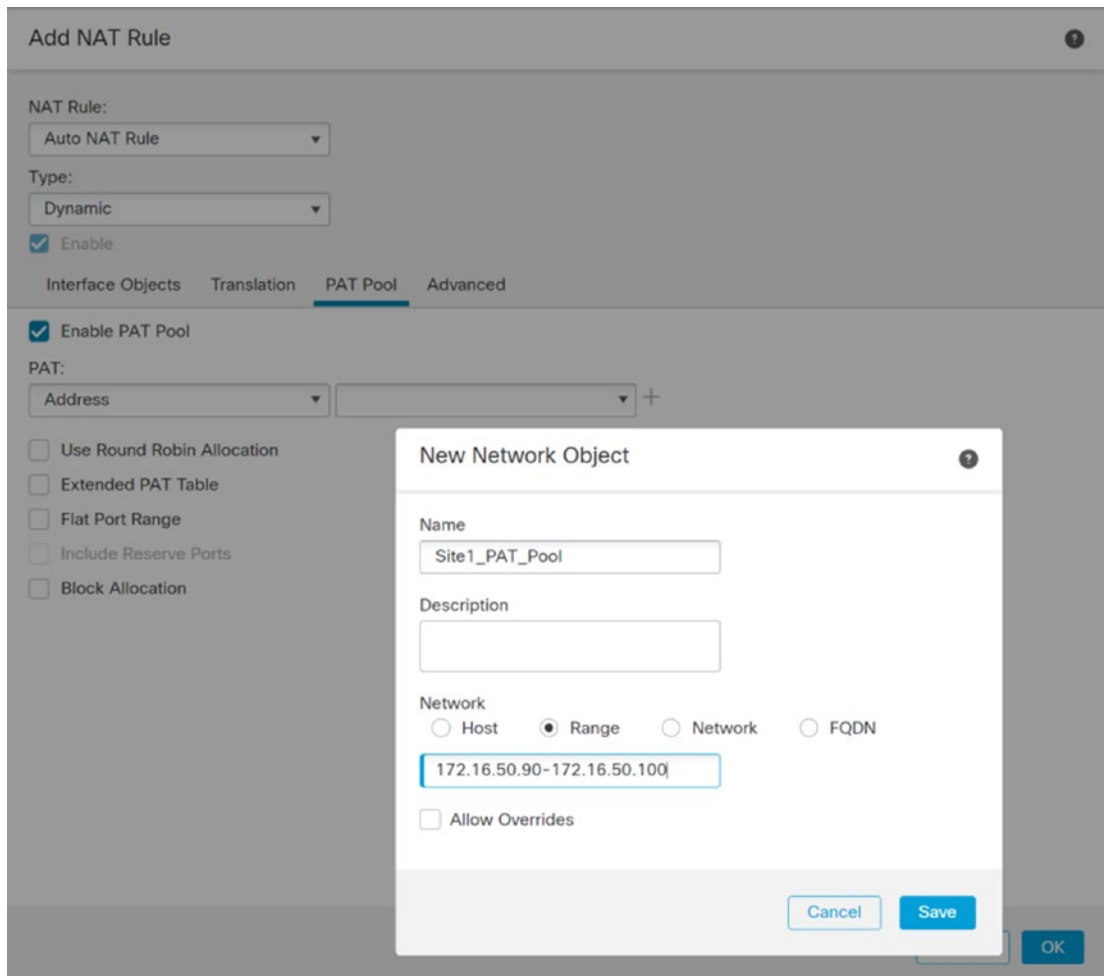 Add NAT Rule
?
NAT Rule:
Auto NAT Rule
Type:
Dynamic
Enable
Interface Objects Translation PAT Pool Advanced
Enable PAT Pool
PAT:
Address
Use Round Robin Allocation
Extended PAT Table
Flat Port Range
Include Reserve Ports
Block Allocation
New Network Object
?
Name
Site1_PAT_Pool
Description
Network
Host Range Network FQDN
172.16.50.90-172.16.50.100
Allow Overrides
Cancel Save
OK